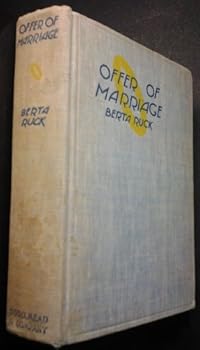 OFFER OF
MARRIAGE
BERTA
RUCK
DODD, MEAD
& COMPANY
OFFER OF
MARRIAGE
BERTA RUCK